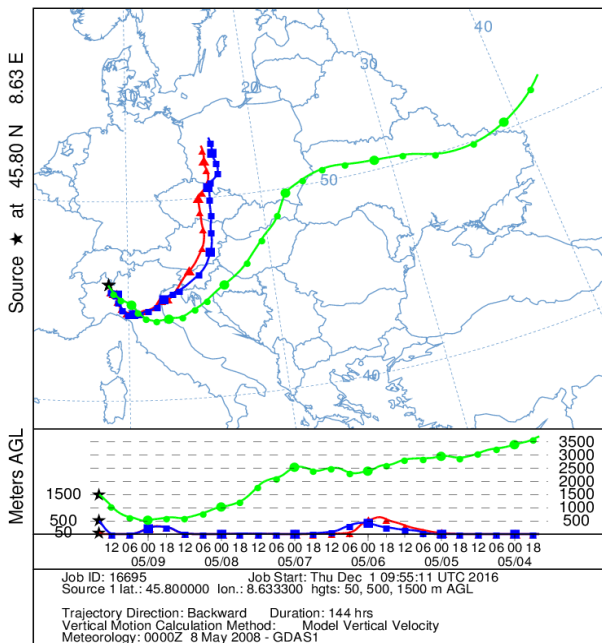 Source ★ at 45.80 N 8.63 E
40
30
20
50
40
Meters AGL
1500
500
50
3500
3000
2500
2000
1500
1000
500
12 06 00 18 12 06 00 18 12 06 00 18 12 06 00 18 12 06 00 18 12 06 00 18
05/09 05/08 05/07 05/06 05/05 05/04
Job ID: 16695 Job Start: Thu Dec 1 09:55:11 UTC 2016
Source 1 lat.: 45.800000 lon.: 8.633300 hgts: 50, 500, 1500 m AGL
Trajectory Direction: Backward Duration: 144 hrs
Vertical Motion Calculation Method: Model Vertical Velocity
Meteorology: 0000Z 8 May 2008 - GDAS1